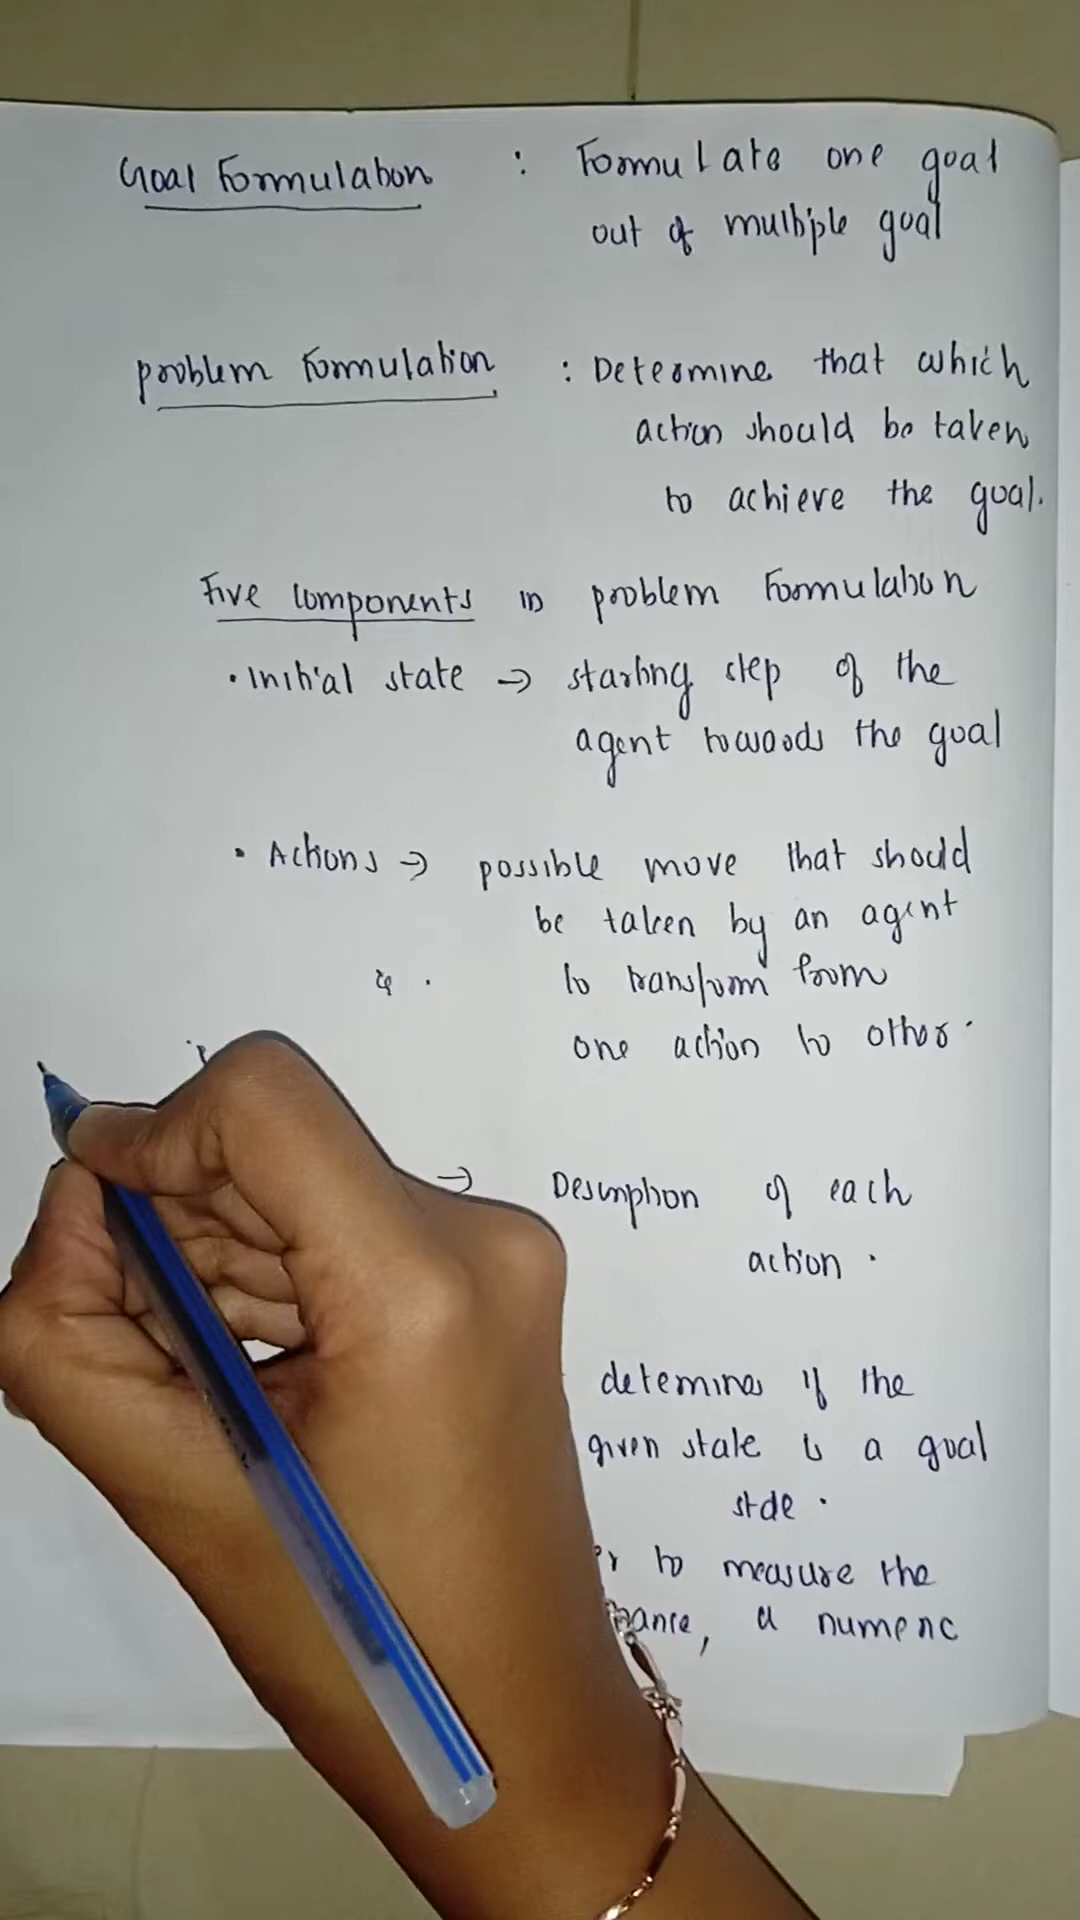 Goal Formulation : Formulate one goal
out of multiple goal
problem Formulation : Determine that which
action should be taken
to achieve the goal.
Five components in problem Formulation
• Initial state → starting step of the
agent towards the goal
• Actions → possible move that should
be taken by an agent
to transform from
one action to other.
→ Description of each
action.
determines if the
given state is a goal
state.
to measure the
a numeric